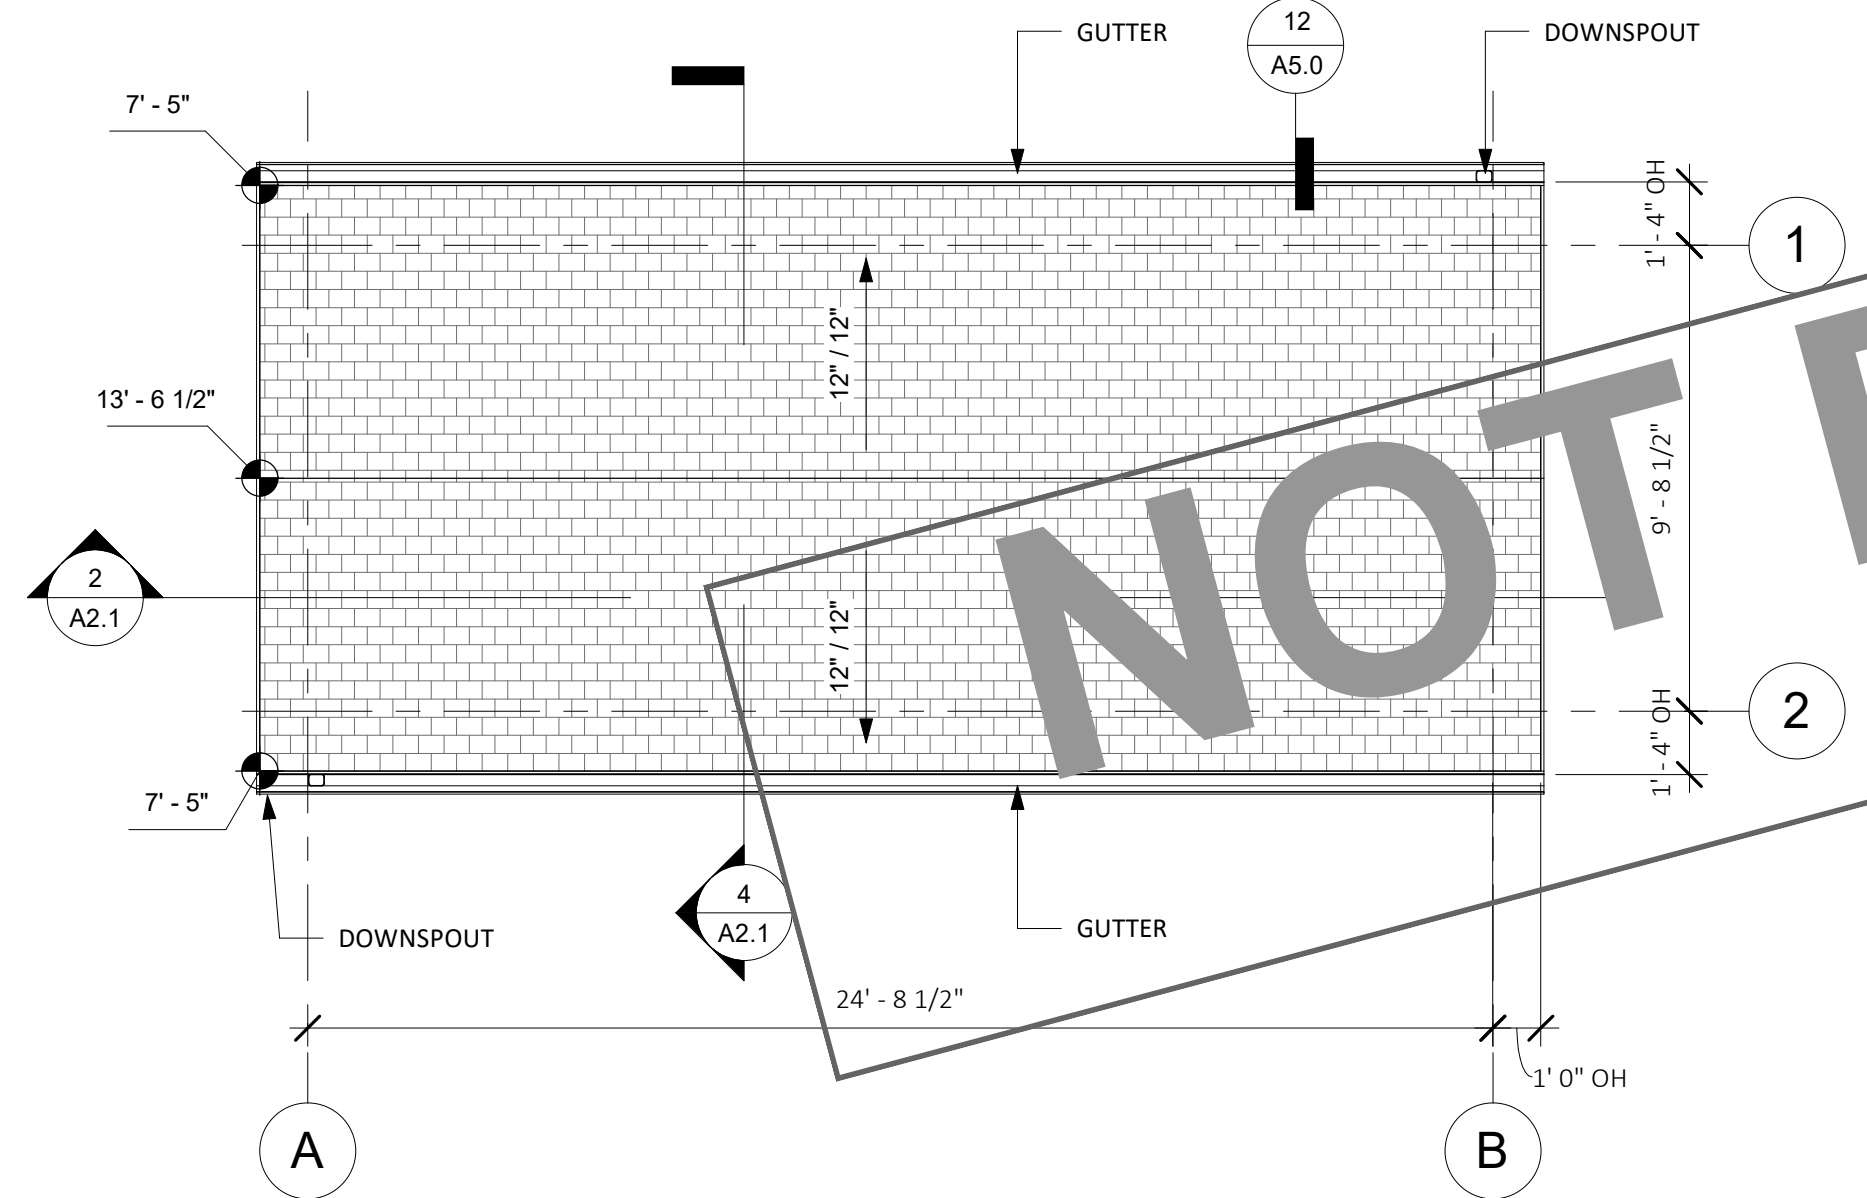 12
A5.0
GUTTER
DOWNSPOUT
7' - 5"
1' - 4" OH
1
12" / 12"
13' - 6 1/2"
9' - 8 1/2"
NOT
2
A2.1
12" / 12"
2
1' - 4" OH
7' - 5"
4
A2.1
DOWNSPOUT
GUTTER
24' - 8 1/2"
1' 0" OH
A
B